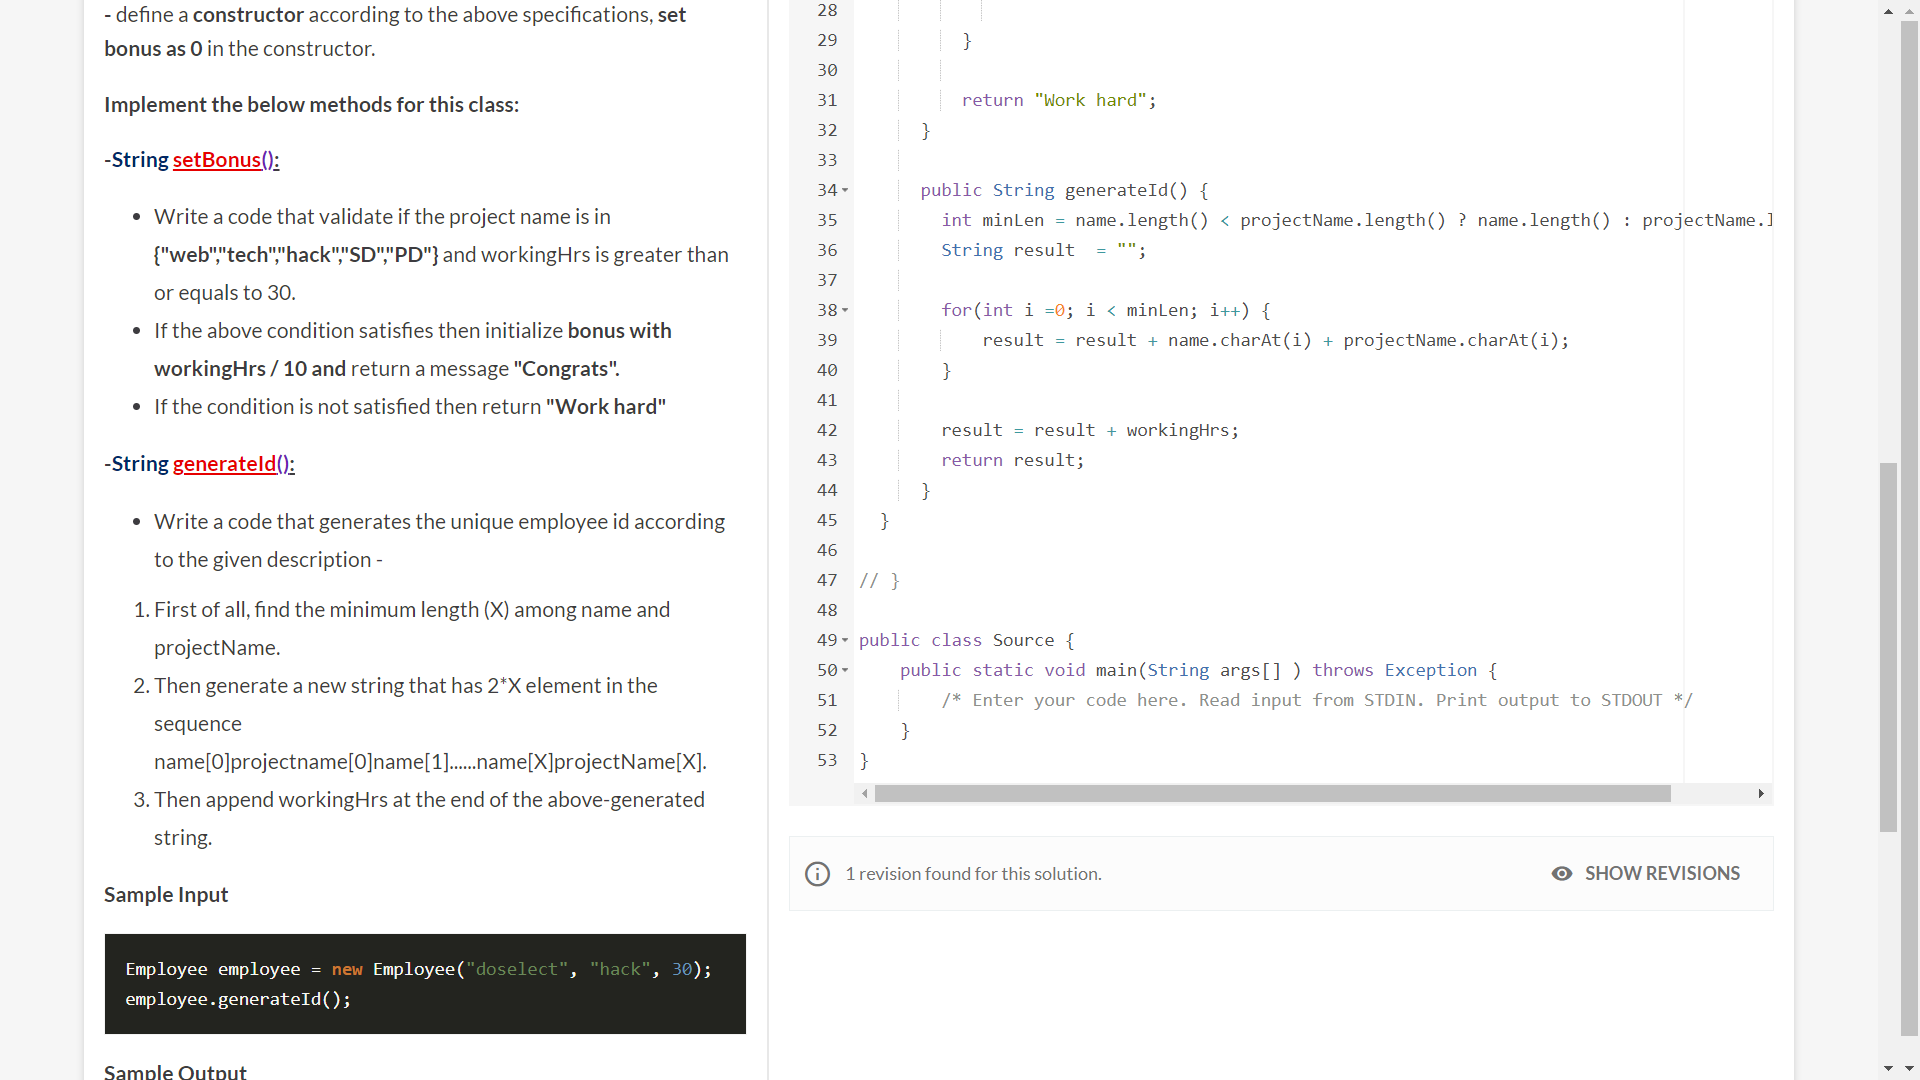 - define a constructor according to the above specifications, set
bonus as 0 in the constructor.
Implement the below methods for this class:
-String setBonus():
• Write a code that validate if the project name is in
{"web","tech","hack","SD","PD"} and workingHrs is greater than
or equals to 30.
• If the above condition satisfies then initialize bonus with
workingHrs / 10 and return a message "Congrats".
• If the condition is not satisfied then return "Work hard"
-String generateId():
• Write a code that generates the unique employee id according
to the given description -
1. First of all, find the minimum length (X) among name and
projectName.
2. Then generate a new string that has 2*X element in the
sequence
name[0]projectname[0]name[1]......name[X]projectName[X].
3. Then append workingHrs at the end of the above-generated
string.
Sample Input
Employee employee = new Employee("doselect", "hack", 30);
employee.generateId();
Sample Output
28
29 }
30
31 return "Work hard";
32 }
33
34 public String generateId() {
35 int minLen = name.length() < projectName.length() ? name.length() : projectName.l
36 String result  = "";
37
38 for(int i =0; i < minLen; i++) {
39 result = result + name.charAt(i) + projectName.charAt(i);
40 }
41
42 result = result + workingHrs;
43 return result;
44 }
45 }
46
47 // }
48
49 public class Source {
50 public static void main(String args[] ) throws Exception {
51 /* Enter your code here. Read input from STDIN. Print output to STDOUT */
52 }
53 }
1 revision found for this solution.
SHOW REVISIONS